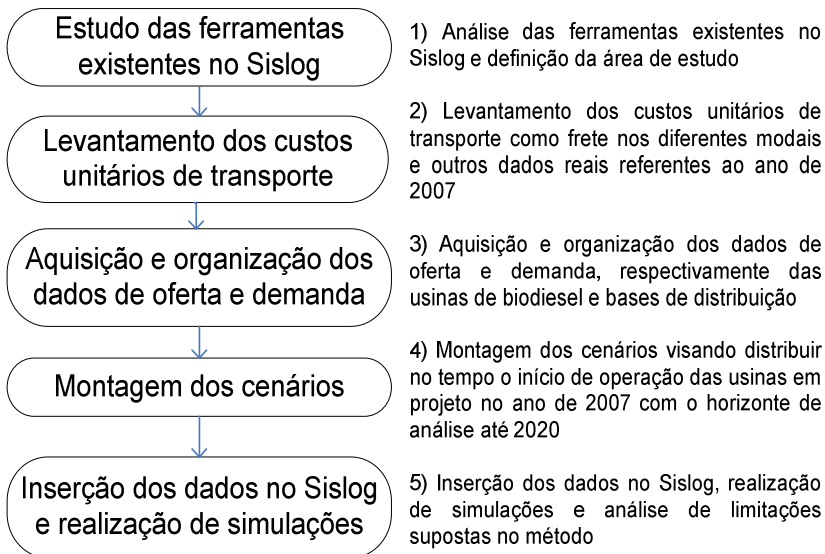 Estudo das ferramentas
existentes no Sislog
1) Análise das ferramentas existentes no
Sislog e definição da área de estudo
Levantamento dos custos
unitários de transporte
2) Levantamento dos custos unitários de
transporte como frete nos diferentes modais
e outros dados reais referentes ao ano de
2007
Aquisição e organização dos
dados de oferta e demanda
3) Aquisição e organização dos dados de
oferta e demanda, respectivamente das
usinas de biodiesel e bases de distribuição
Montagem dos cenários
4) Montagem dos cenários visando distribuir
no tempo o início de operação das usinas em
projeto no ano de 2007 com o horizonte de
análise até 2020
Inserção dos dados no Sislog
e realização de simulações
5) Inserção dos dados no Sislog, realização
de simulações e análise de limitações
supostas no método